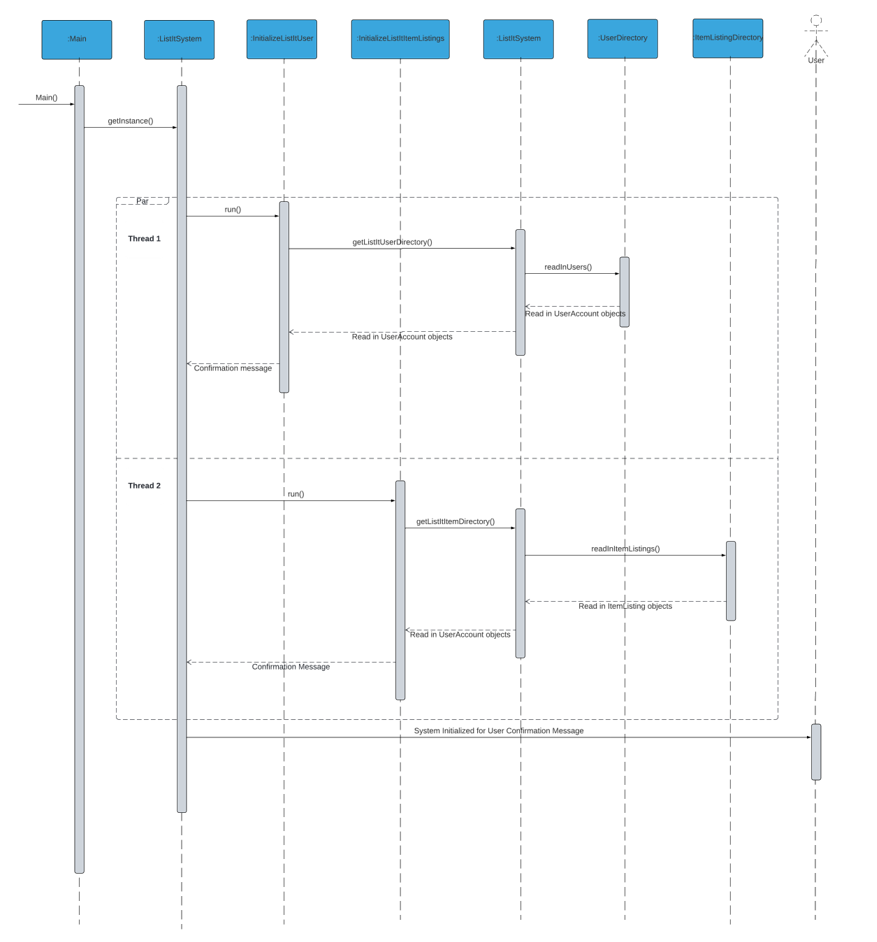 :Main
:ListItSystem
:InitializeListItUser
:InitializeListItItemListings
:ListItSystem
:UserDirectory
ItemListingDirectory
User
Main()
getInstance()
Par
run()
Thread 1
getListItUserDirectory()
readInUsers()
Read in UserAccount objects
Read in UserAccount objects
Confirmation message
Thread 2
run()
getListItItemDirectory()
readInItemListings()
Read in ItemListing objects
Read in UserAccount objects
Confirmation Message
System Initialized for User Confirmation Message